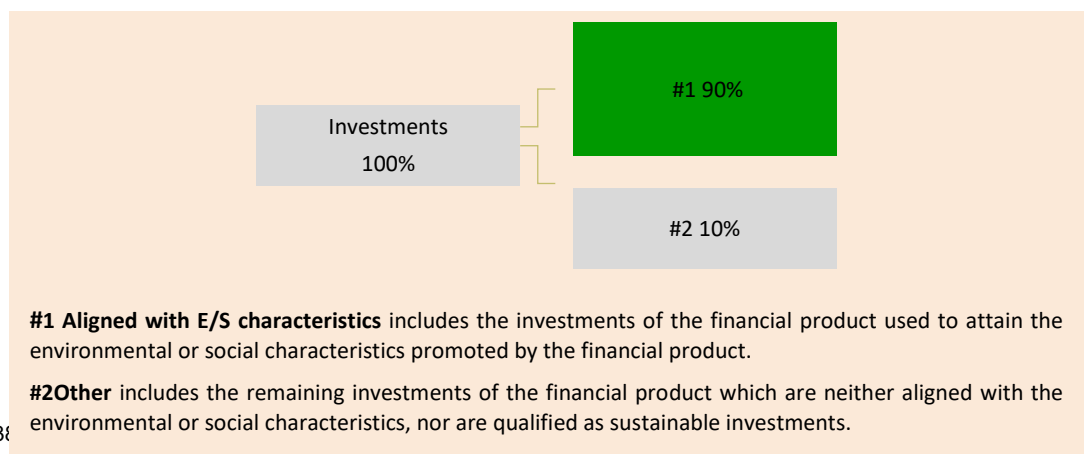 #1 90%
Investments
100%
#2 10%
#1 Aligned with E/S characteristics includes the investments of the financial product used to attain the
environmental or social characteristics promoted by the financial product.
#2Other includes the remaining investments of the financial product which are neither aligned with the
environmental or social characteristics, nor are qualified as sustainable investments.